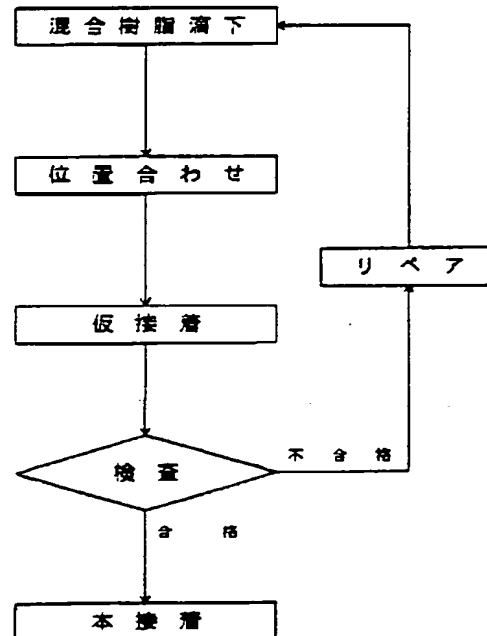 混合樹脂滴下
位置合わせ
リペア
仮接着
不合格
検査
合格
本接着